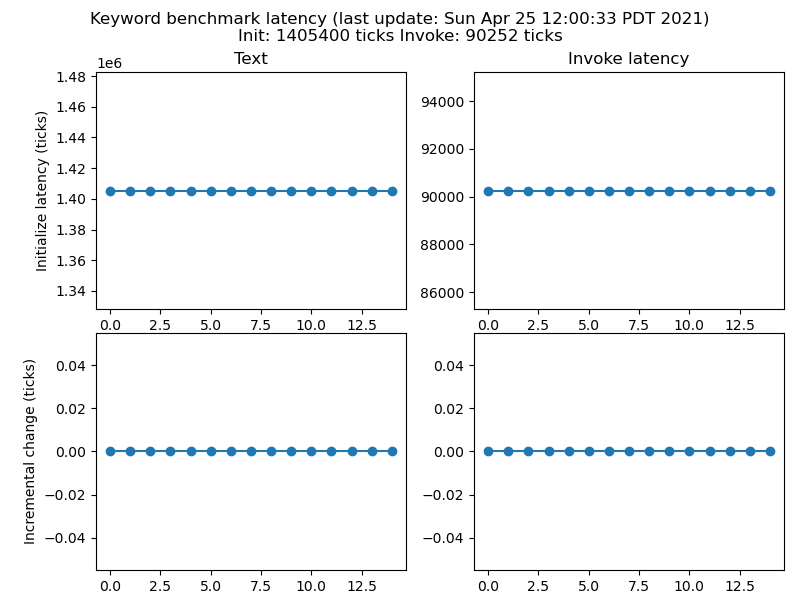 Keyword benchmark latency (last update: Sun Apr 25 12:00:33 PDT 2021)
Init: 1405400 ticks Invoke: 90252 ticks
Text
1e6
Initialize latency (ticks)
1.48
1.46
1.44
1.42
1.40
1.38
1.36
1.34
0.0 2.5 5.0 7.5 10.0 12.5
Invoke latency
94000
92000
90000
88000
86000
0.0 2.5 5.0 7.5 10.0 12.5
Incremental change (ticks)
0.04
0.02
0.00
−0.02
−0.04
0.0 2.5 5.0 7.5 10.0 12.5
0.04
0.02
0.00
−0.02
−0.04
0.0 2.5 5.0 7.5 10.0 12.5